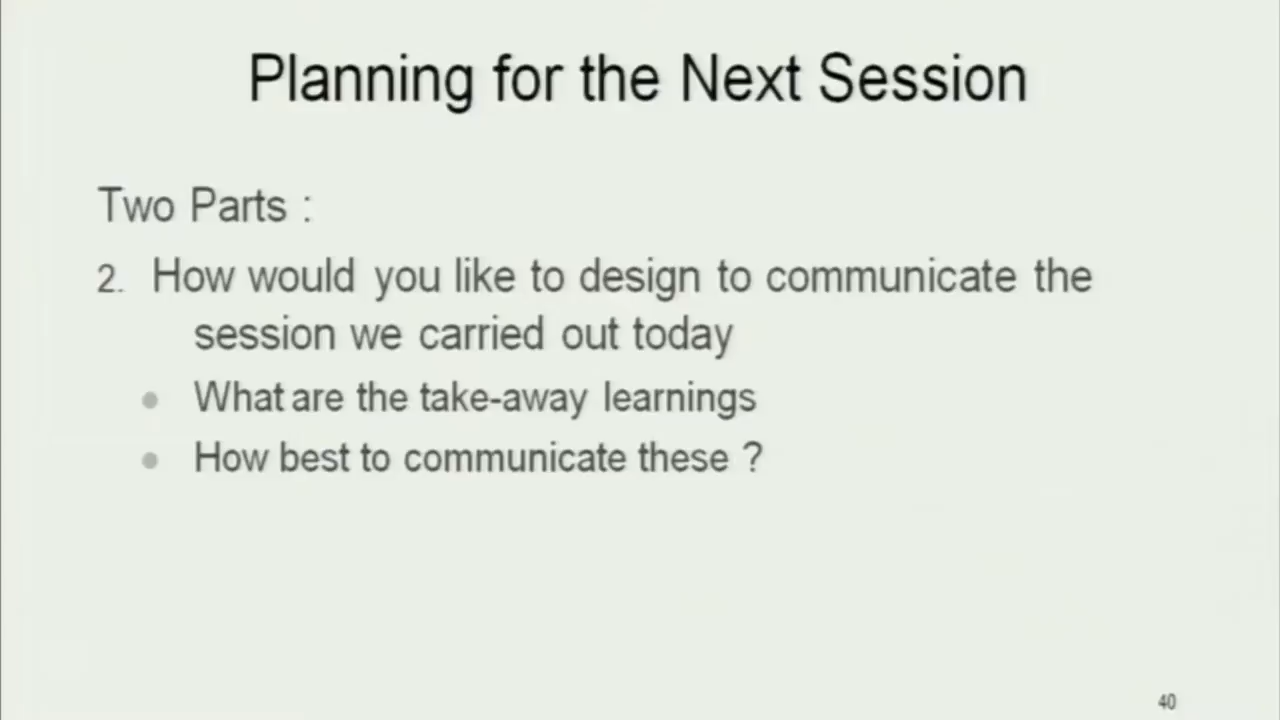 Planning for the Next Session
Two Parts :
2. How would you like to design to communicate the
session we carried out today
• What are the take-away learnings
• How best to communicate these ?
40